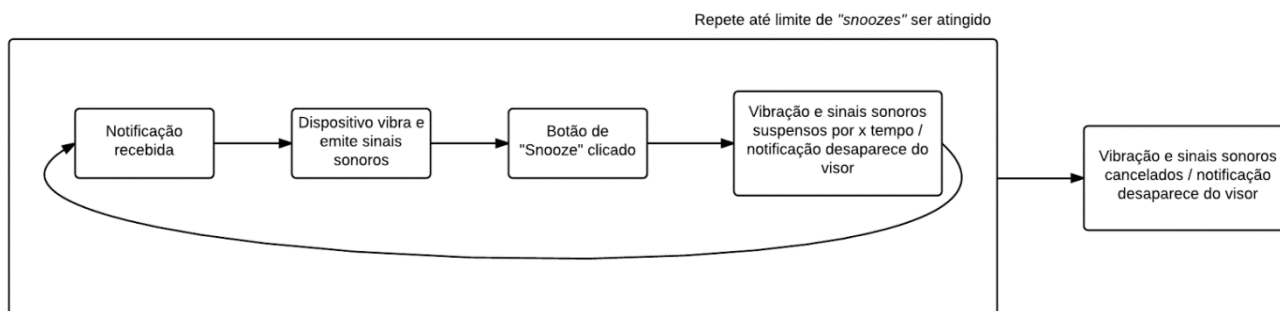 Repete até limite de "snoozes" ser atingido
Notificação
recebida
Dispositivo vibra e
emite sinais
sonoros
Botão de
"Snooze" clicado
Vibração e sinais sonoros
suspensos por x tempo /
notificação desaparece do
visor
Vibração e sinais sonoros
cancelados / notificação
desaparece do visor